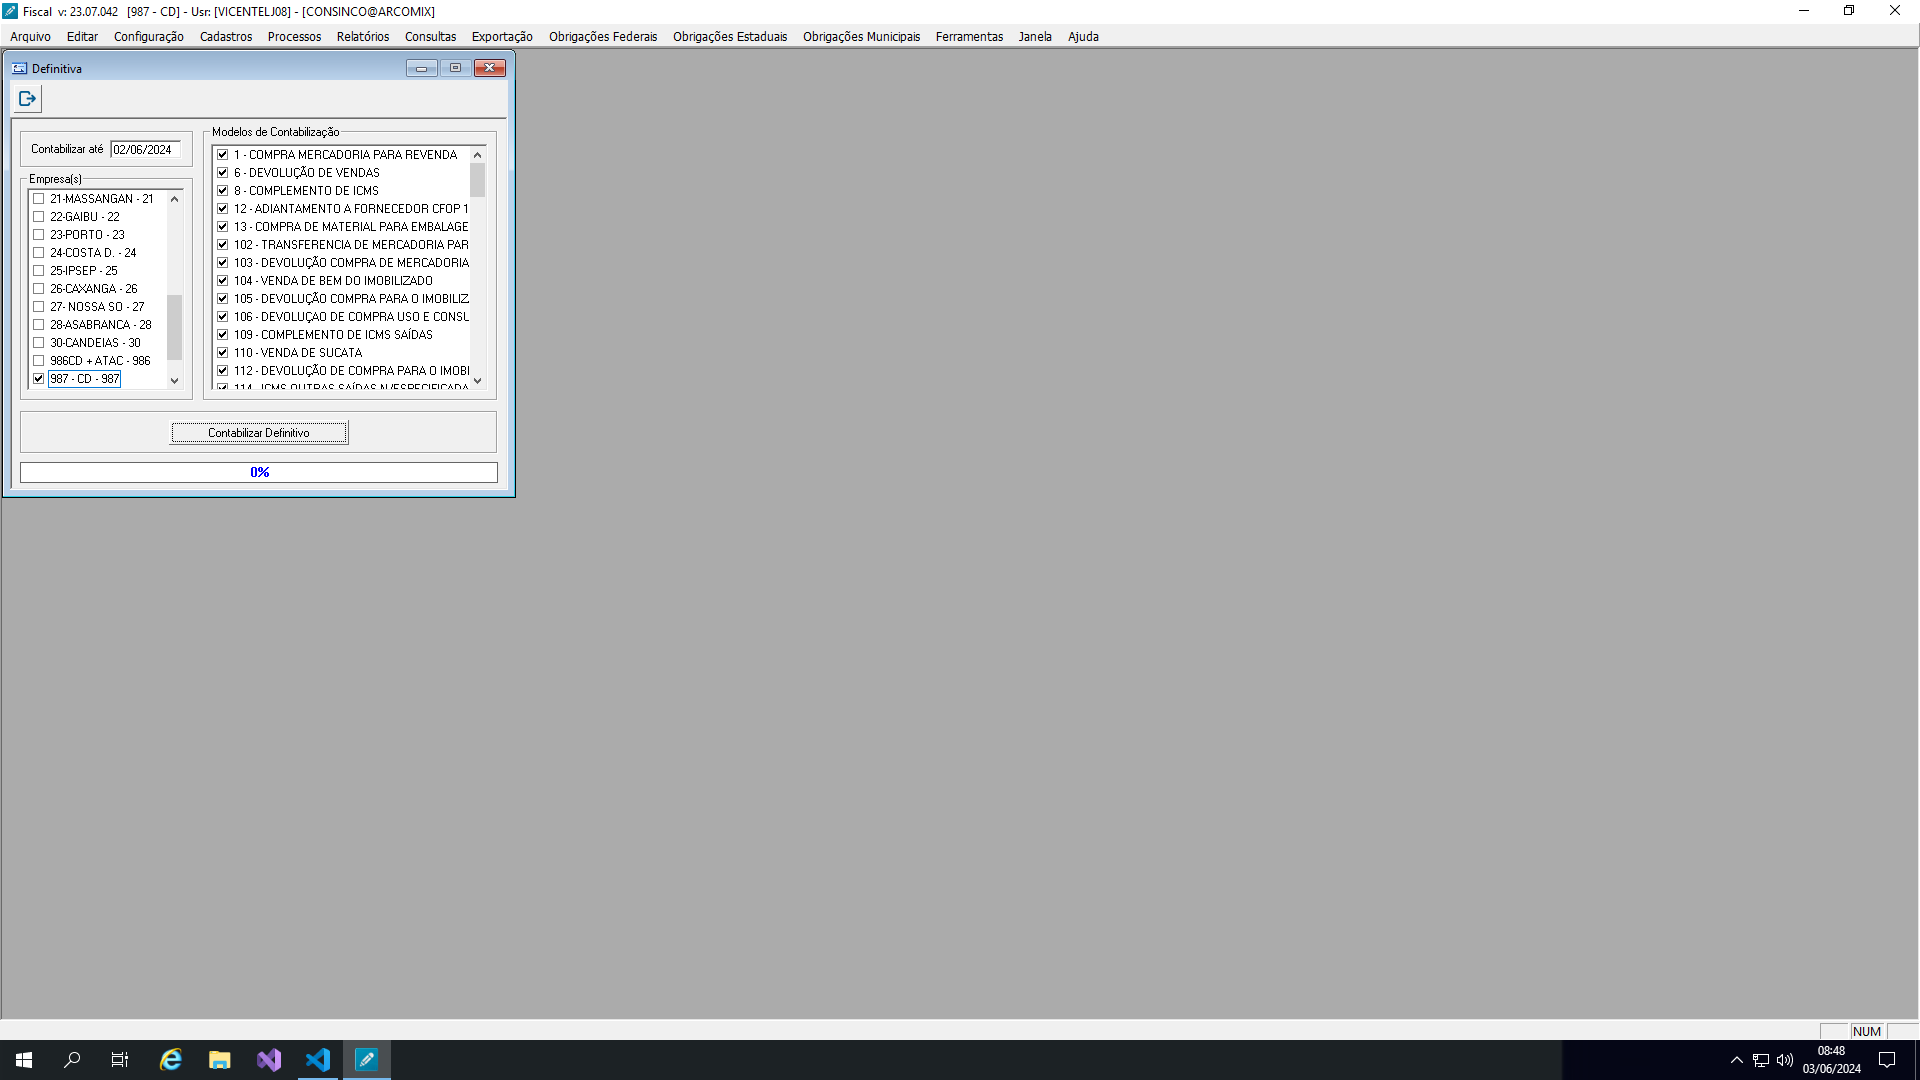 Fiscal v: 23.07.042 [987 - CD] - Usr: [VICENTELJ08] - [CONSINCO@ARCOMIX]
Arquivo Editar Configuração Cadastros Processos Relatórios Consultas Exportação Obrigações Federais Obrigações Estaduais Obrigações Municipais Ferramentas Janela Ajuda
Definitiva
Contabilizar até 02/06/2024
Empresa(s)
21-MASSANGAN - 21
22-GAIBU - 22
23-PORTO - 23
24-COSTA D. - 24
25-IPSEP - 25
26-CAXANGA - 26
27- NOSSA SO - 27
28-ASABRANCA - 28
30-CANDEIAS - 30
986CD + ATAC - 986
987 - CD - 987
Modelos de Contabilização
1 - COMPRA MERCADORIA PARA REVENDA
6 - DEVOLUÇÃO DE VENDAS
8 - COMPLEMENTO DE ICMS
12 - ADIANTAMENTO A FORNECEDOR CFOP 1
13 - COMPRA DE MATERIAL PARA EMBALAGE
102 - TRANSFERENCIA DE MERCADORIA PAR
103 - DEVOLUÇÃO COMPRA DE MERCADORIA
104 - VENDA DE BEM DO IMOBILIZADO
105 - DEVOLUÇÃO COMPRA PARA O IMOBILIZ
106 - DEVOLUÇAO DE COMPRA USO E CONSU
109 - COMPLEMENTO DE ICMS SAÍDAS
110 - VENDA DE SUCATA
112 - DEVOLUÇÃO DE COMPRA PARA O IMOBI
114 - ICMS OUTRAS SAÍDAS N/ESPECIFICADA
Contabilizar Definitivo
0%
NUM
08:48
03/06/2024